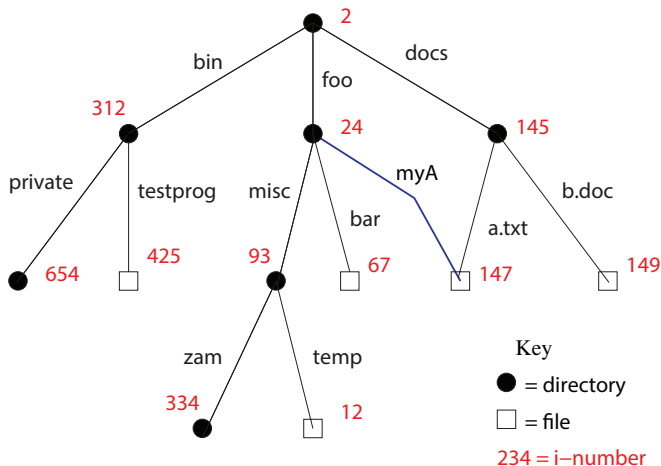 2
bin
foo
docs
312
24
145
private
testprog
misc
myA
bar
a.txt
b.doc
654
425
93
67
147
149
zam
temp
334
12
Key
= directory
= file
234 = i–number